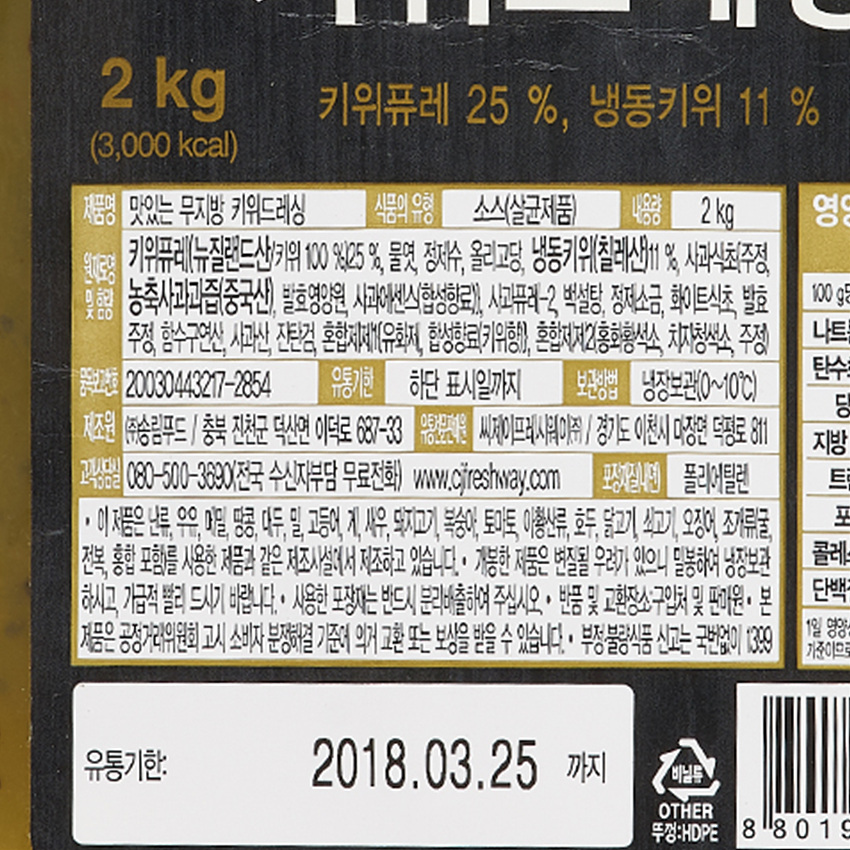 2 kg
(3,000 kcal)
키위퓨레 25 %, 냉동키위 11 %
제품명 맛있는 무지방 키위드레싱 식품의 유형 소스(살균제품) 내용량 2 kg
원재료명 및 함량
키위퓨레(뉴질랜드산/키위 100 %)25 %, 물엿, 정제수, 올리고당, 냉동키위(칠레산)11 %, 사과식초(주정,
농축사과과즙(중국산), 발효영양원, 사과에센스(합성향료)), 사과퓨레-2, 백설탕, 정제소금, 화이트식초, 발효
주정, 함수구연산, 사과산, 잔탄검, 혼합제제1(유화제, 합성향료(키위향)), 혼합제제2(홍화황색소, 치자청색소, 주정)
품목보고번호 20030443217-2854 유통기한 하단 표시일까지 보관방법 냉장보관(0~10℃)
제조원 ㈜송림푸드 / 충북 진천군 덕산면 이덕로 687-33 유통전문판매원 씨제이프레시웨이㈜ / 경기도 이천시 마장면 덕평로 811
고객상담실 080-500-3690(전국 수신자부담 무료전화) www.cjfreshway.com 포장재질(내면) 폴리에틸렌
• 이 제품은 난류, 우유, 메밀, 땅콩, 대두, 밀, 고등어, 게, 새우, 돼지고기, 복숭아, 토마토, 아황산류, 호두, 닭고기, 쇠고기, 오징어, 조개류(굴,
전복, 홍합 포함)를 사용한 제품과 같은 제조시설에서 제조하고 있습니다. • 개봉한 제품은 변질될 우려가 있으니 밀봉하여 냉장보관
하시고, 가급적 빨리 드시기 바랍니다. • 사용한 포장재는 반드시 분리배출하여 주십시오. • 반품 및 교환장소:구입처 및 판매원 • 본
제품은 공정거래위원회 고시 소비자 분쟁해결 기준에 의거 교환 또는 보상을 받을 수 있습니다. • 부정·불량식품 신고는 국번없이 1399
영양
100 g당
나트륨
탄수화
당
지방
트랜
포
콜레스
단백질
1일 영양성
기준이므로
유통기한: 2018.03.25 까지
비닐류
OTHER
뚜껑:HDPE
8 8019